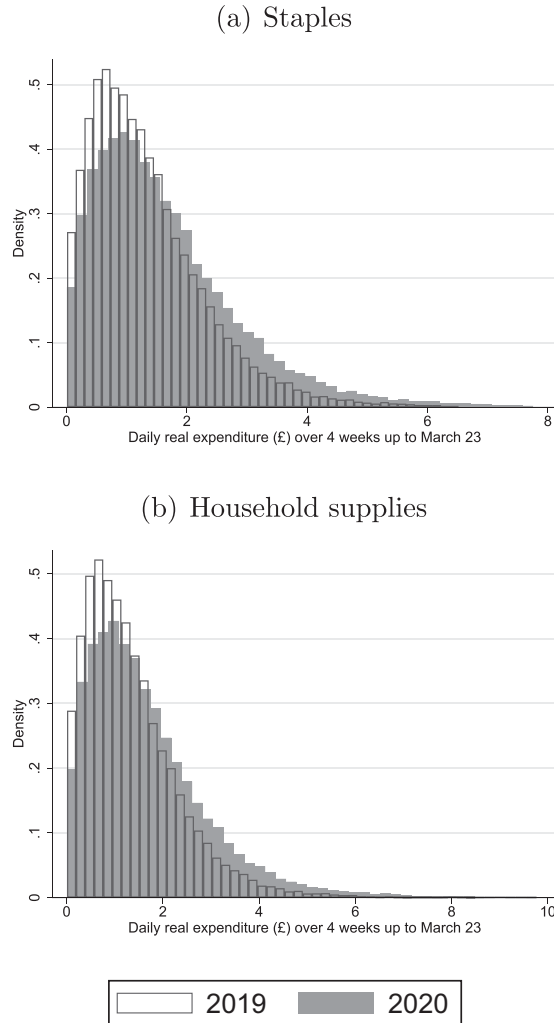 (a) Staples
.5
.4
.3
.2
.1
0
Density
0 2 4 6 8
Daily real expenditure (£) over 4 weeks up to March 23
(b) Household supplies
.5
.4
.3
.2
.1
0
Density
0 2 4 6 8 10
Daily real expenditure (£) over 4 weeks up to March 23
2019 2020